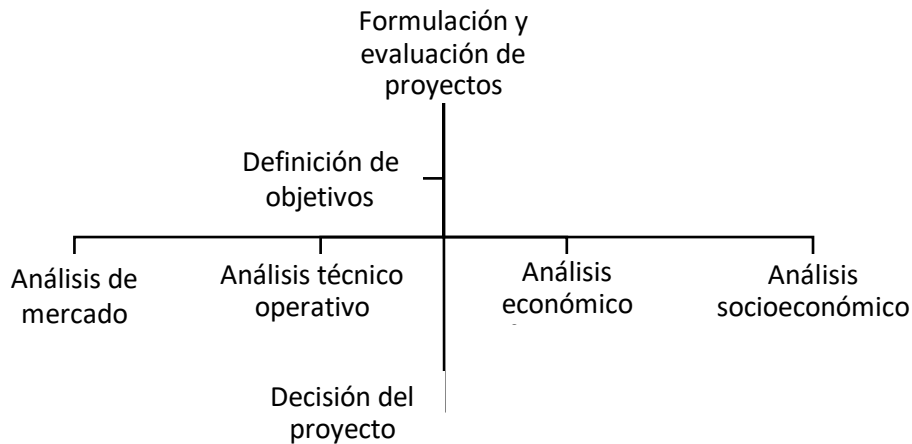 Formulación y
evaluación de
proyectos
Definición de
objetivos
Análisis de
mercado
Análisis técnico
operativo
Análisis
económico
Análisis
socioeconómico
Decisión del
proyecto